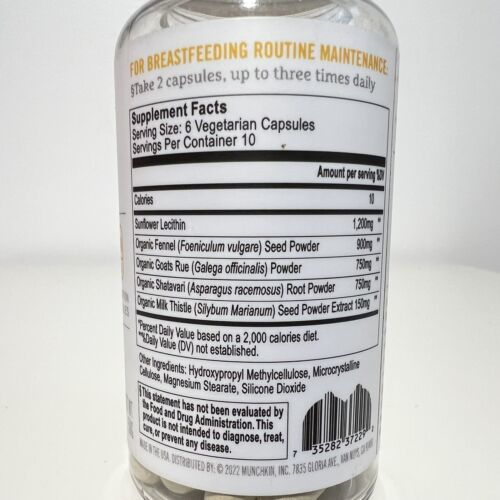 FOR BREASTFEEDING ROUTINE MAINTENANCE:
§Take 2 capsules, up to three times daily
Supplement Facts
Serving Size: 6 Vegetarian Capsules
Servings Per Container 10
Amount per serving %DV
Calories 10
Sunflower Lecithin 1,200mg **
Organic Fennel (Foeniculum vulgare) Seed Powder 900mg **
Organic Goats Rue (Galega officinalis) Powder 750mg **
Organic Shatavari (Asparagus racemosus) Root Powder 750mg **
Organic Milk Thistle (Silybum Marianum) Seed Powder Extract 150mg **
*Percent Daily Value based on a 2,000 calories diet.
**%Daily Value (DV) not established.
Other Ingredients: Hydroxypropyl Methylcellulose, Microcrystalline
Cellulose, Magnesium Stearate, Silicone Dioxide
§This statement has not been evaluated by
the Food and Drug Administration. This
product is not intended to diagnose, treat,
cure, or prevent any disease.
7 35282 37229
MADE IN THE USA. DISTRIBUTED BY: © 2022 MUNCHKIN, INC. 7835 GLORIA AVE., VAN NUYS, CA